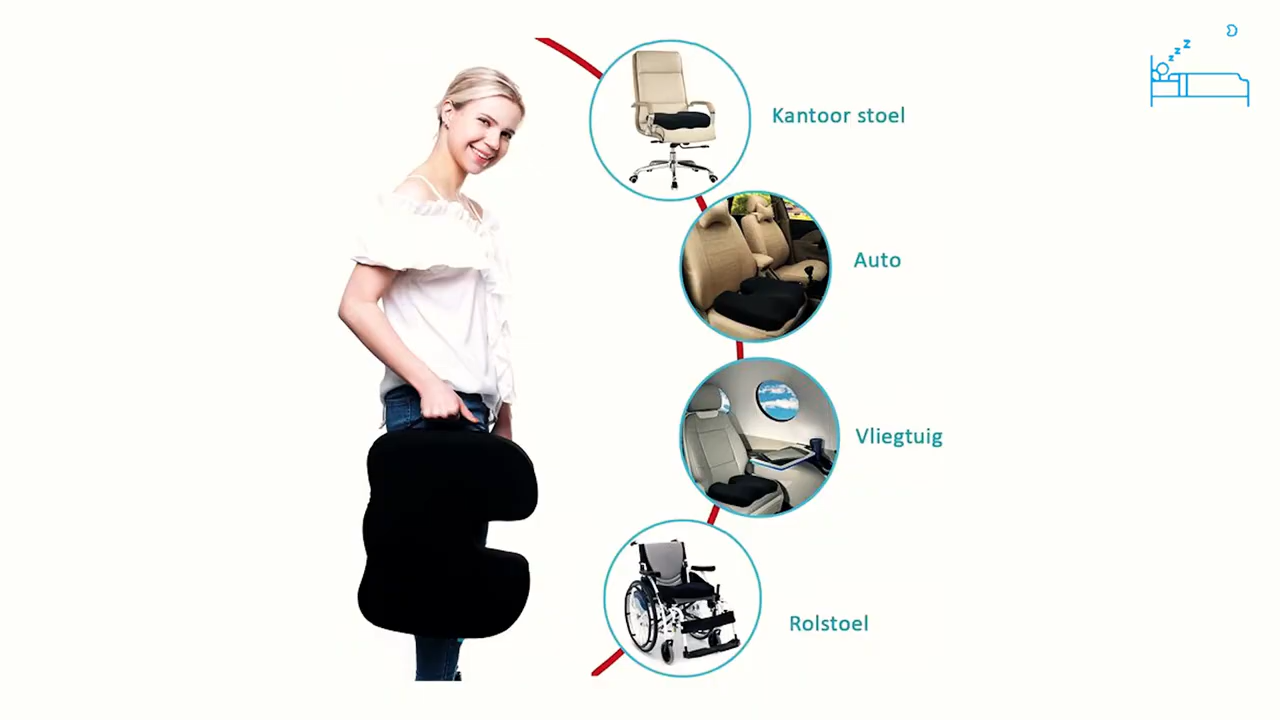 Kantoor stoel
Auto
Vliegtuig
Rolstoel
z z z z